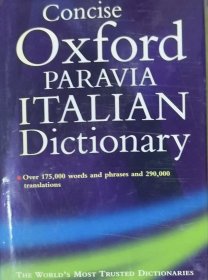 Concise
Oxford
PARAVIA
ITALIAN
Dictionary
• Over 175,000 words and phrases and 290,000
translations
THE WORLD'S MOST TRUSTED DICTIONARIES